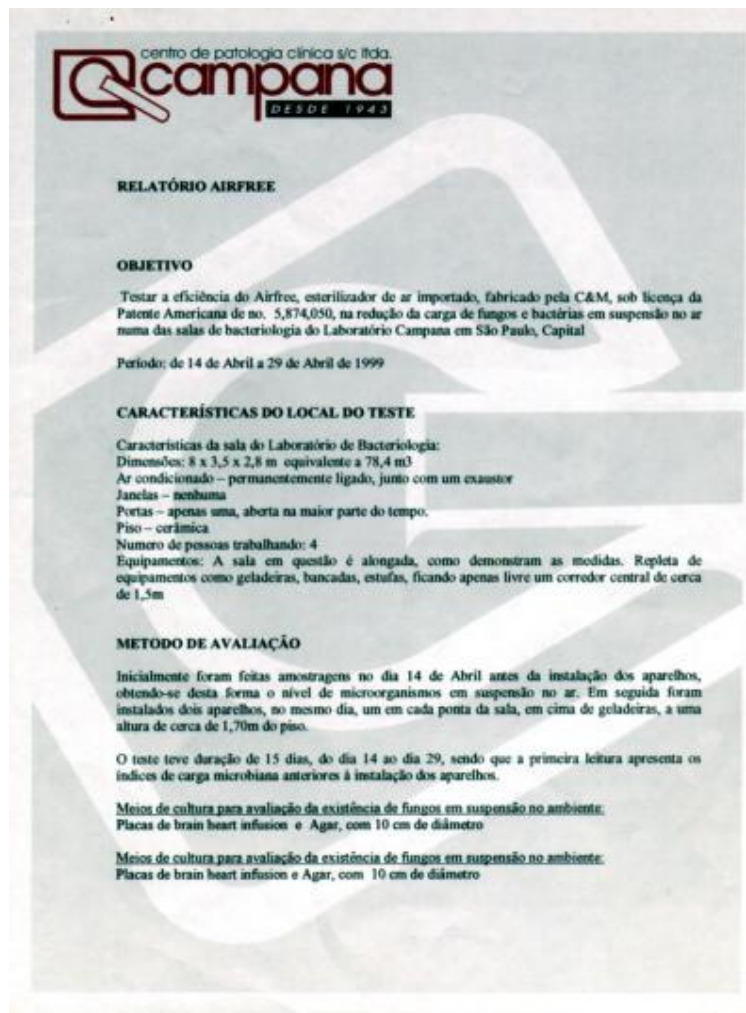 centro de patologia clínica s/c ltda.
campana
DESDE 1943
RELATÓRIO AIRFREE
OBJETIVO
Testar a eficiência do Airfree, esterilizador de ar importado, fabricado pela C&M, sob licença da
Patente Americana de no. 5,874,050, na redução da carga de fungos e bactérias em suspensão no ar
numa das salas de bacteriologia do Laboratório Campana em São Paulo, Capital
Período: de 14 de Abril a 29 de Abril de 1999
CARACTERÍSTICAS DO LOCAL DO TESTE
Características da sala do Laboratório de Bacteriologia:
Dimensões: 8 x 3,5 x 2,8 m equivalente a 78,4 m3
Ar condicionado – permanentemente ligado, junto com um exaustor
Janelas – nenhuma
Portas – apenas uma, aberta na maior parte do tempo.
Piso – cerâmica
Numero de pessoas trabalhando: 4
Equipamentos: A sala em questão é alongada, como demonstram as medidas. Repleta de
equipamentos como geladeiras, bancadas, estufas, ficando apenas livre um corredor central de cerca
de 1,5m
METODO DE AVALIAÇÃO
Inicialmente foram feitas amostragens no dia 14 de Abril antes da instalação dos aparelhos,
obtendo-se desta forma o nível de microorganismos em suspensão no ar. Em seguida foram
instalados dois aparelhos, no mesmo dia, um em cada ponta da sala, em cima de geladeiras, a uma
altura de cerca de 1,70m do piso.
O teste teve duração de 15 dias, do dia 14 ao dia 29, sendo que a primeira leitura apresenta os
índices de carga microbiana anteriores à instalação dos aparelhos.
Meios de cultura para avaliação da existência de fungos em suspensão no ambiente:
Placas de brain heart infusion e Agar, com 10 cm de diâmetro
Meios de cultura para avaliação da existência de fungos em suspensão no ambiente:
Placas de brain heart infusion e Agar, com 10 cm de diâmetro